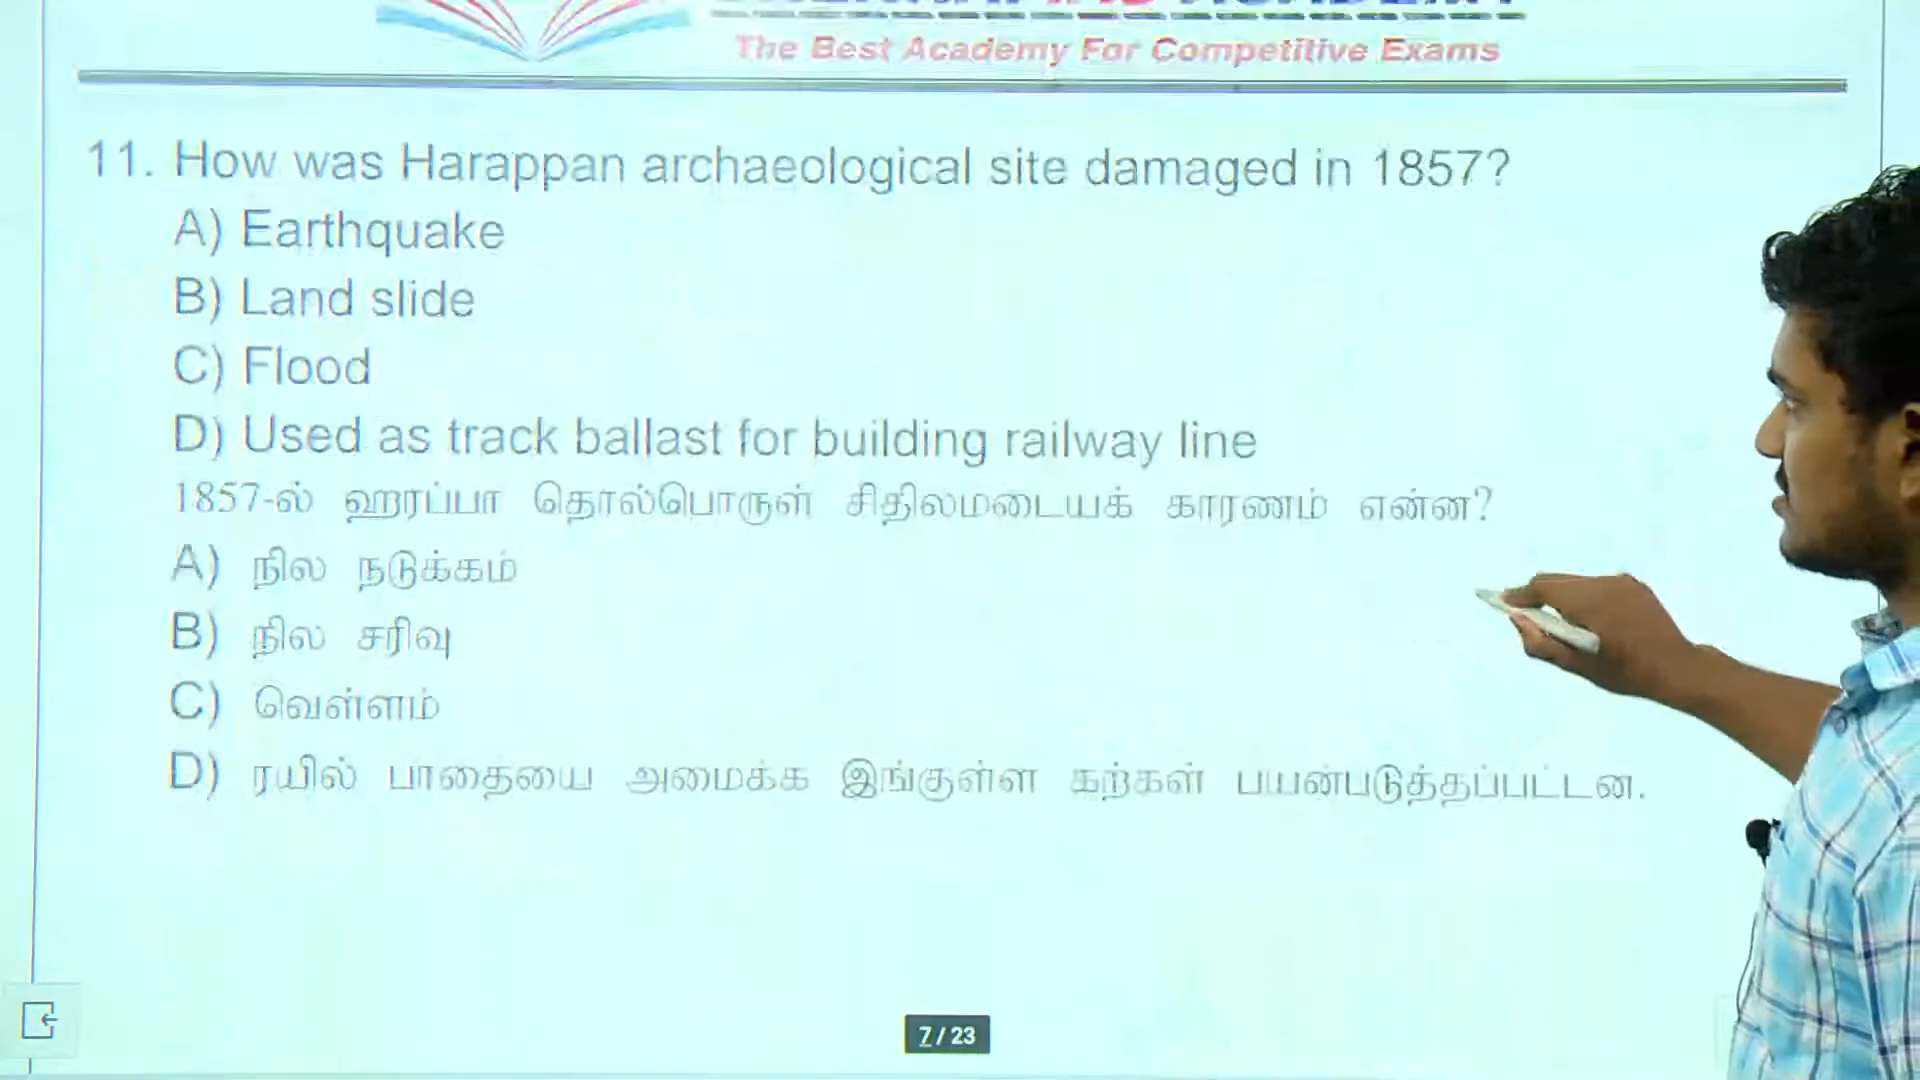 The Best Academy For Competitive Exams
11. How was Harappan archaeological site damaged in 1857?
A) Earthquake
B) Land slide
C) Flood
D) Used as track ballast for building railway line
1857-ல் ஹரப்பா தொல்பொருள் சிதிலமடையக் காரணம் என்ன?
A) நில நடுக்கம்
B) நில சரிவு
C) வெள்ளம்
D) ரயில் பாதையை அமைக்க இங்குள்ள கற்கள் பயன்படுத்தப்பட்டன.
7 / 23